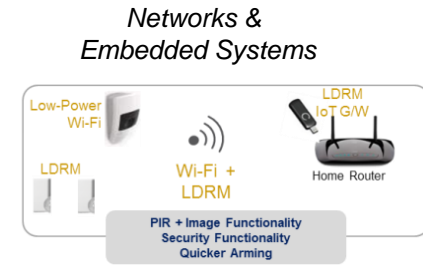 Networks &
Embedded Systems
Low-Power
Wi-Fi
LDRM
IoT G/W
LDRM
Wi-Fi +
LDRM
Home Router
PIR + Image Functionality
Security Functionality
Quicker Arming